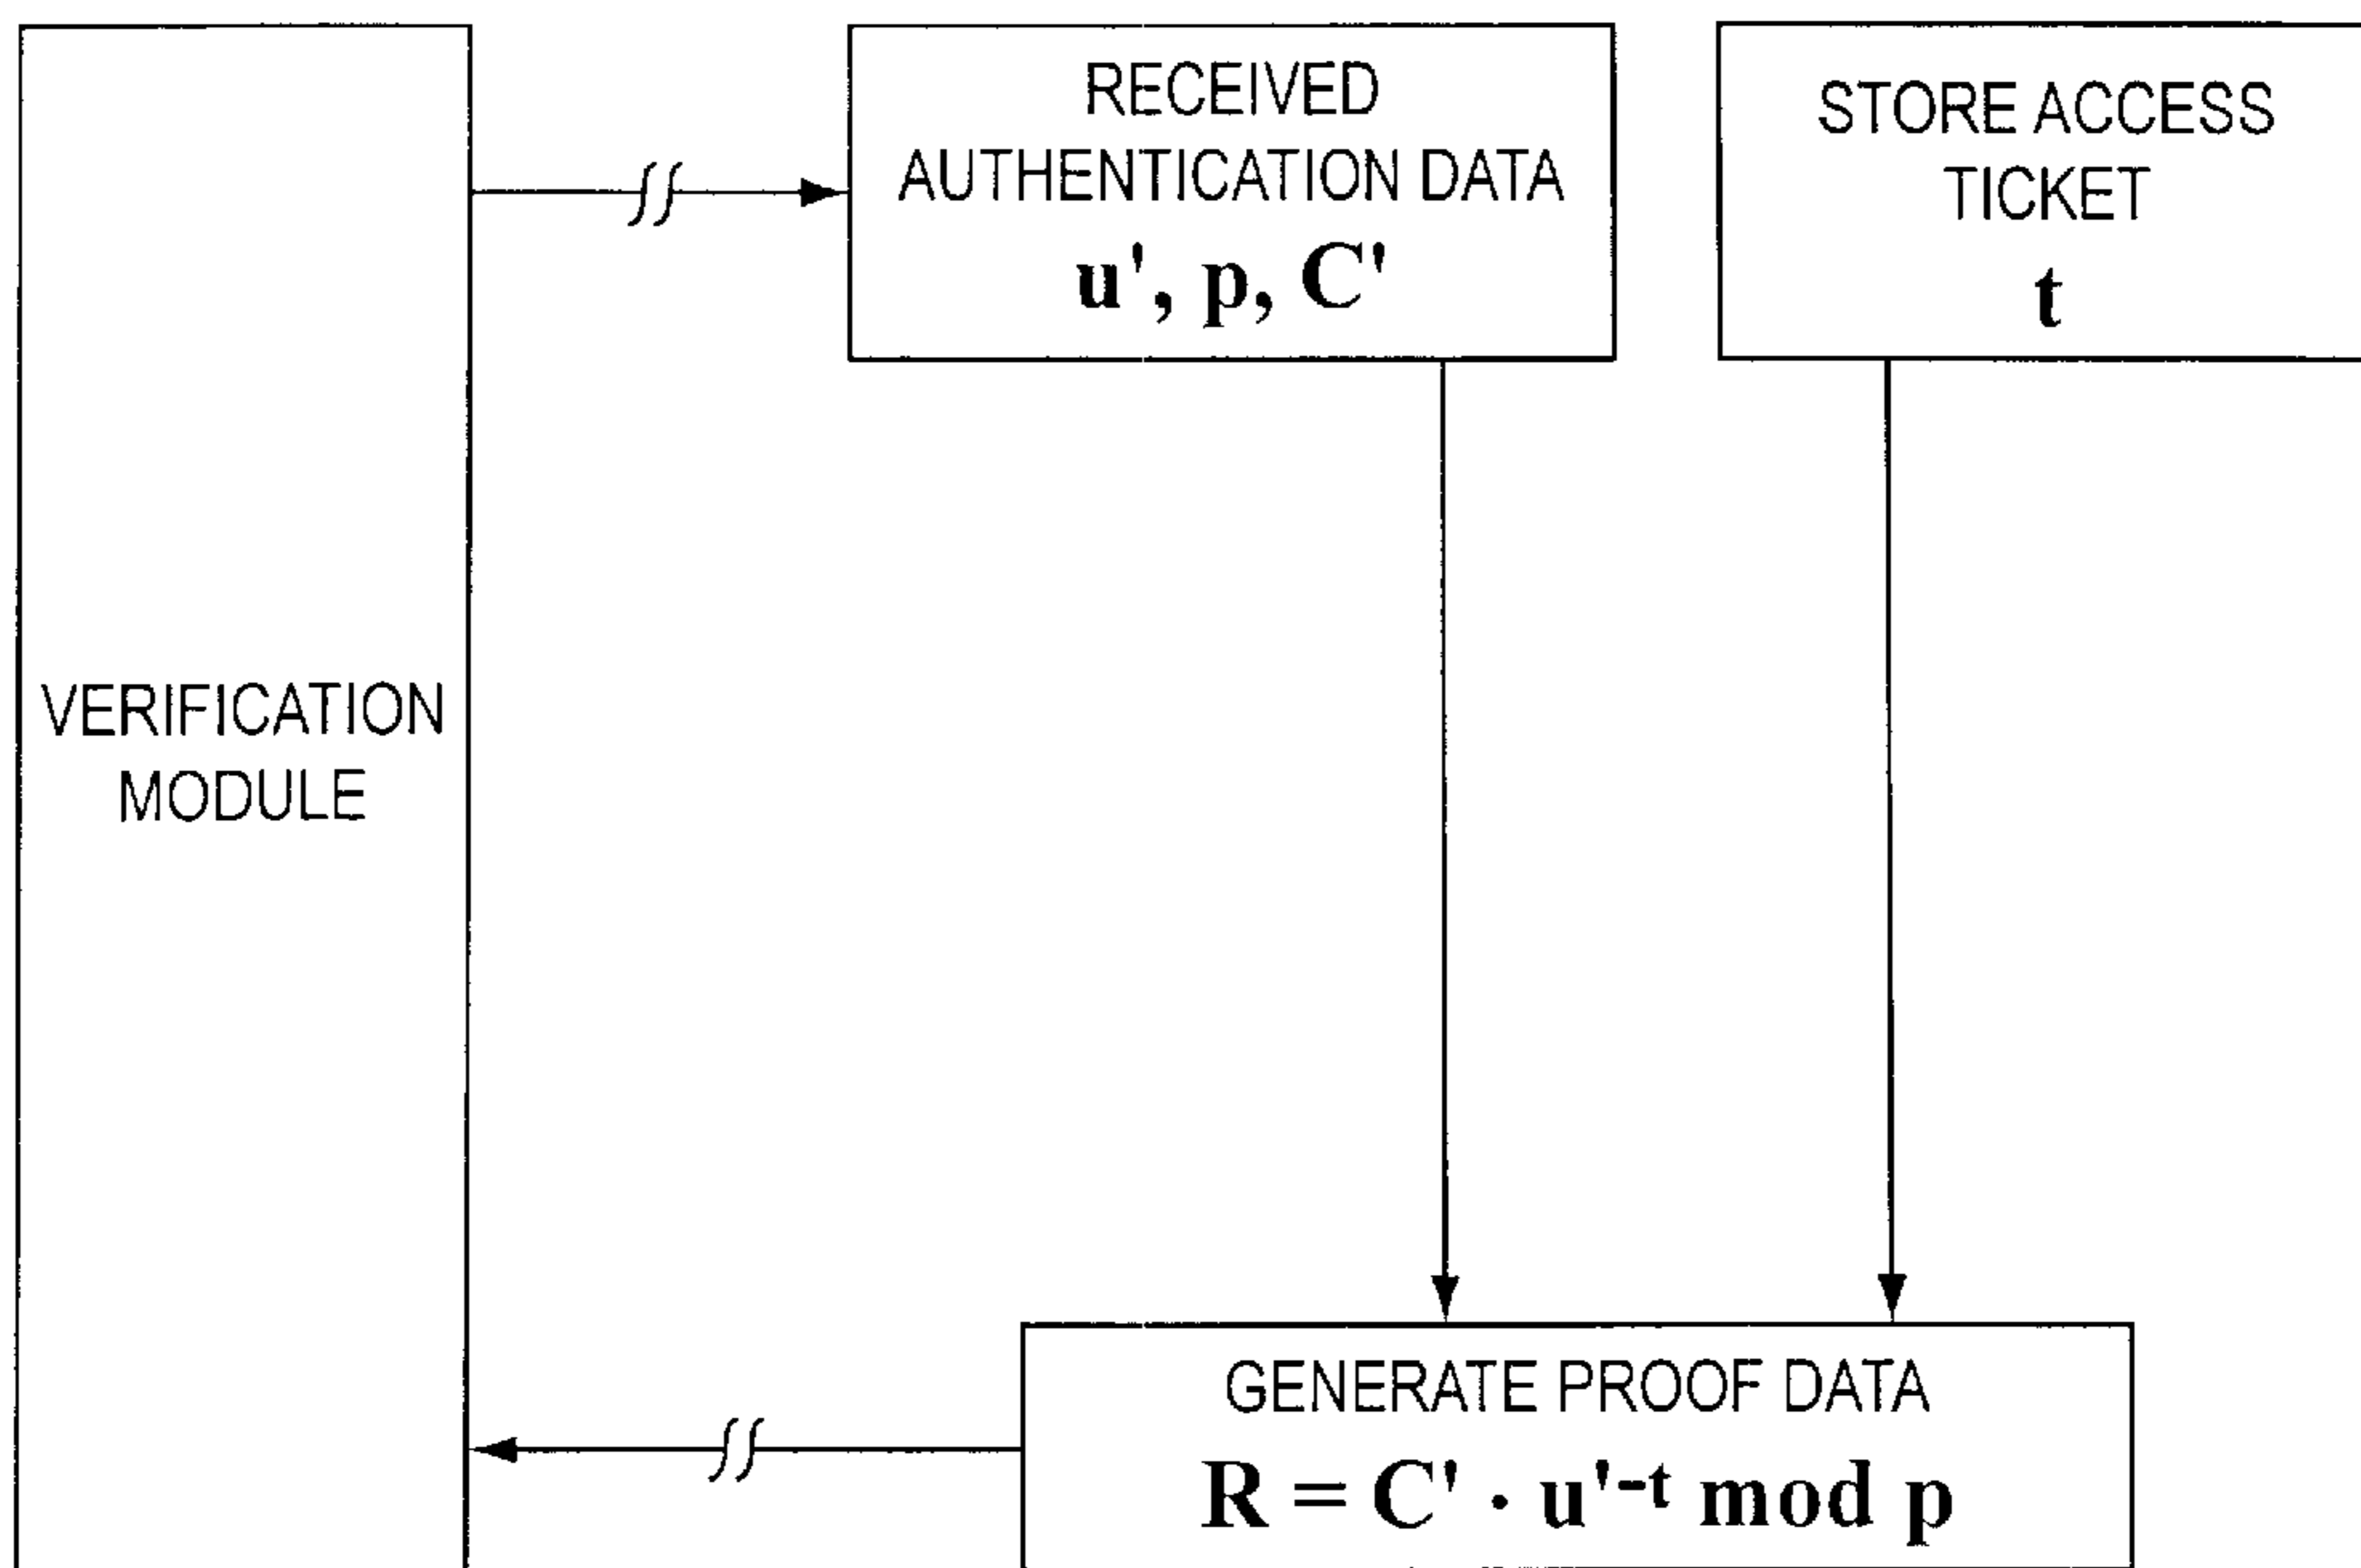 RECEIVED
AUTHENTICATION DATA
u', p, C'
STORE ACCESS
TICKET
t
VERIFICATION
MODULE
GENERATE PROOF DATA
R = C' · u'⁻ᵗ mod p